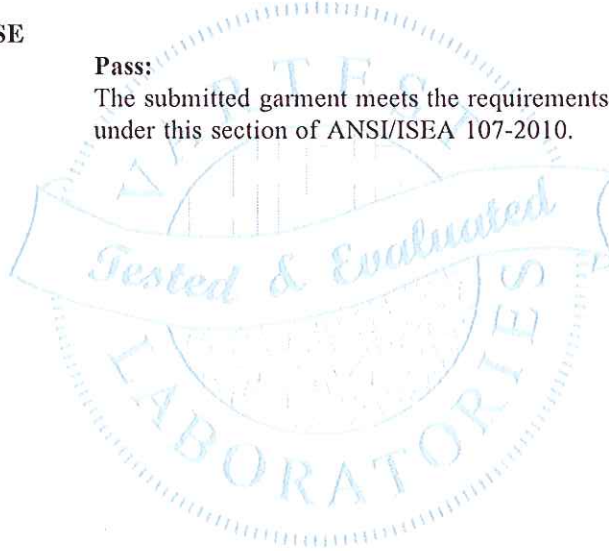 SE
Pass:
The submitted garment meets the requirements
under this section of ANSI/ISEA 107-2010.
VARTEST
Tested & Evaluated
LABORATORIES